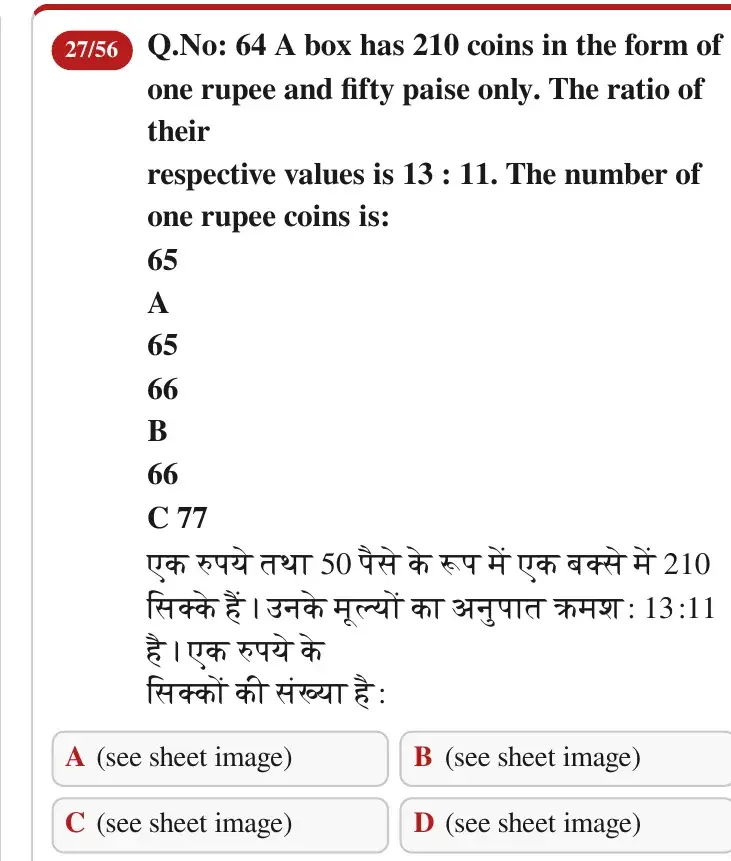 27/56 Q.No: 64 A box has 210 coins in the form of
one rupee and fifty paise only. The ratio of
their
respective values is 13 : 11. The number of
one rupee coins is:
65
A
65
66
B
66
C 77
एक रुपये तथा 50 पैसे के रूप में एक बक्से में 210
सिक्के हैं। उनके मूल्यों का अनुपात क्रमश: 13:11
है। एक रुपये के
सिक्कों की संख्या है:
A (see sheet image) B (see sheet image)
C (see sheet image) D (see sheet image)